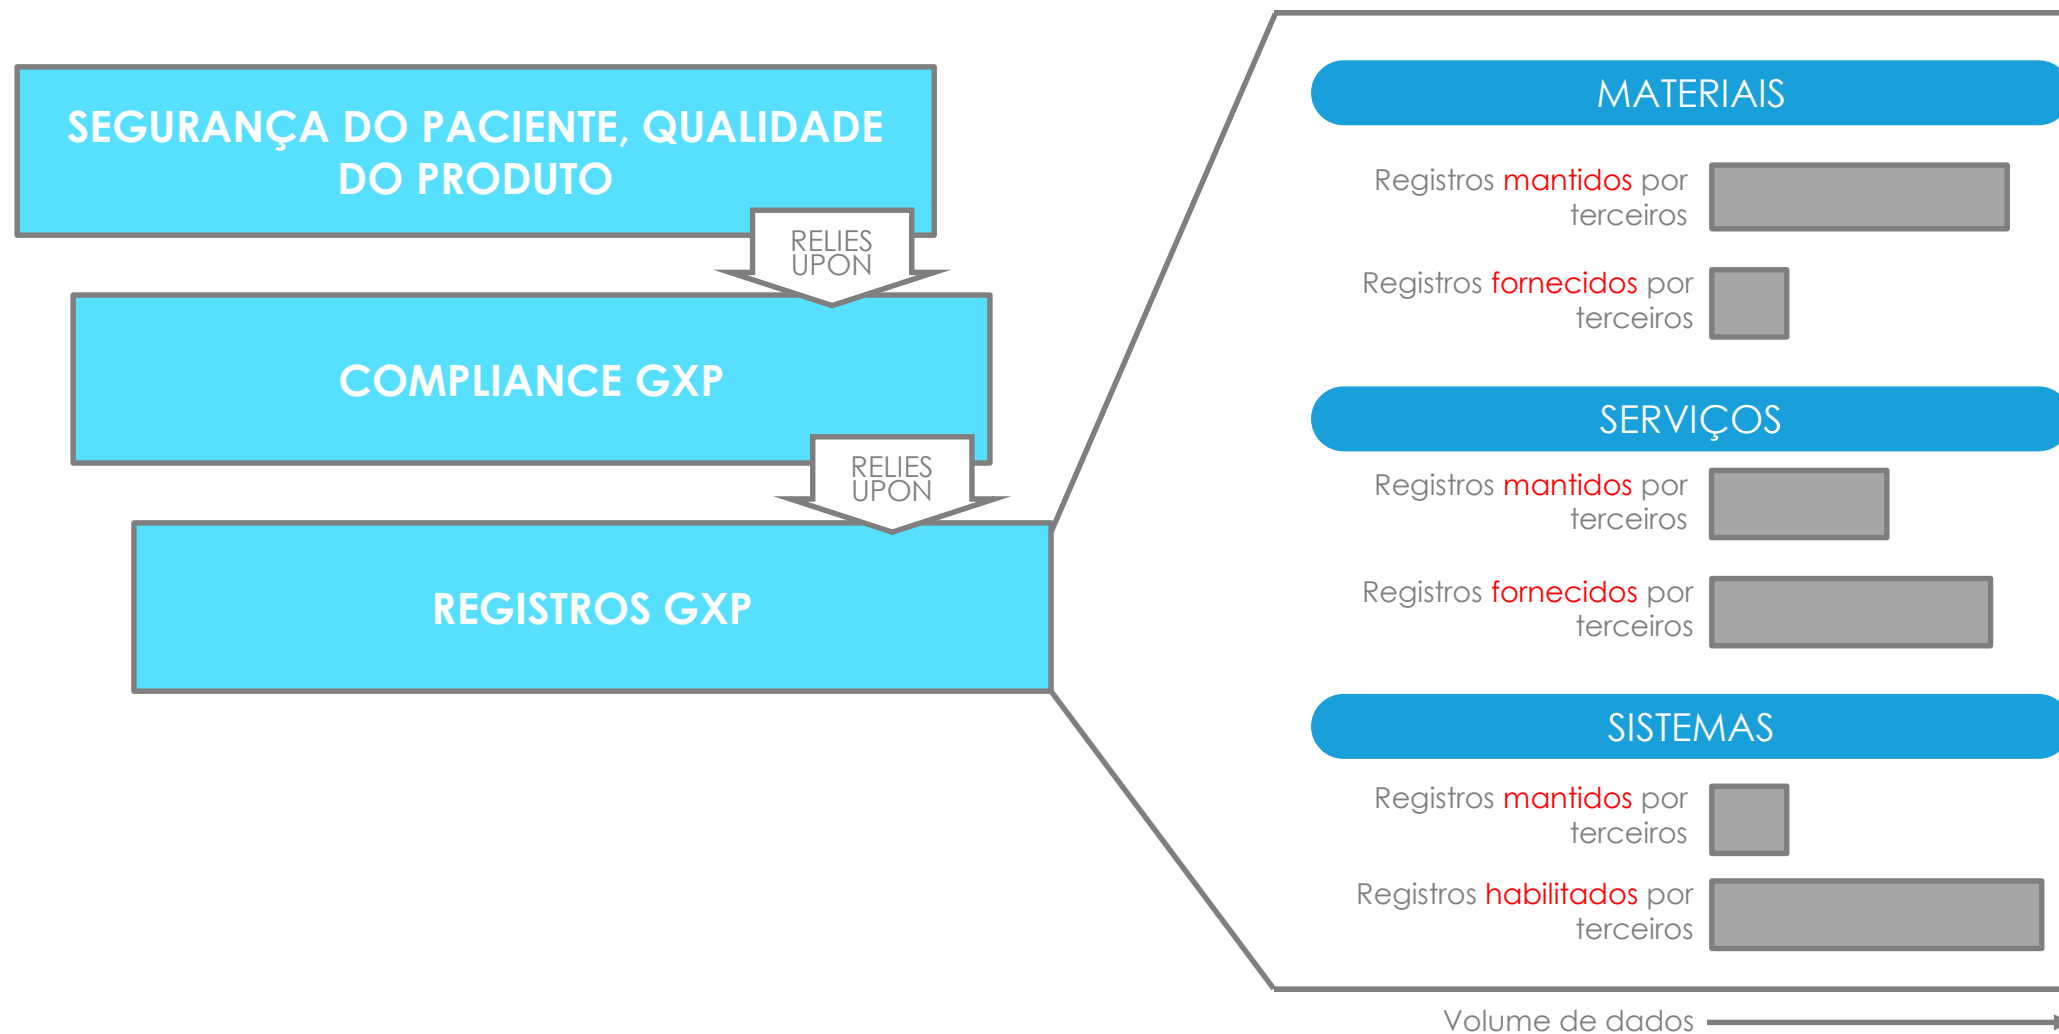 SEGURANÇA DO PACIENTE, QUALIDADE
DO PRODUTO
RELIES
UPON
COMPLIANCE GXP
RELIES
UPON
REGISTROS GXP
MATERIAIS
Registros mantidos por
terceiros
Registros fornecidos por
terceiros
SERVIÇOS
Registros mantidos por
terceiros
Registros fornecidos por
terceiros
SISTEMAS
Registros mantidos por
terceiros
Registros habilitados por
terceiros
Volume de dados